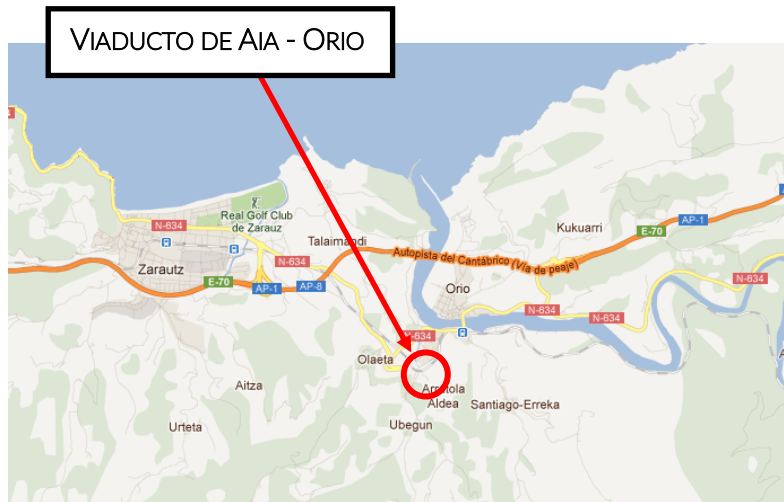 VIADUCTO DE AIA - ORIO
N-634
Real Golf Club
de Zarauz
Talaimendi
N-634
Zarautz
E-70
AP-1
AP-8
Autopista del Cantábrico (Vía de peaje)
Kukuarri
E-70
AP-1
Orio
N-634
N-634
N-634
N-634
Olaeta
Aldea
Santiago-Erreka
Aitza
Urteta
Ubegun